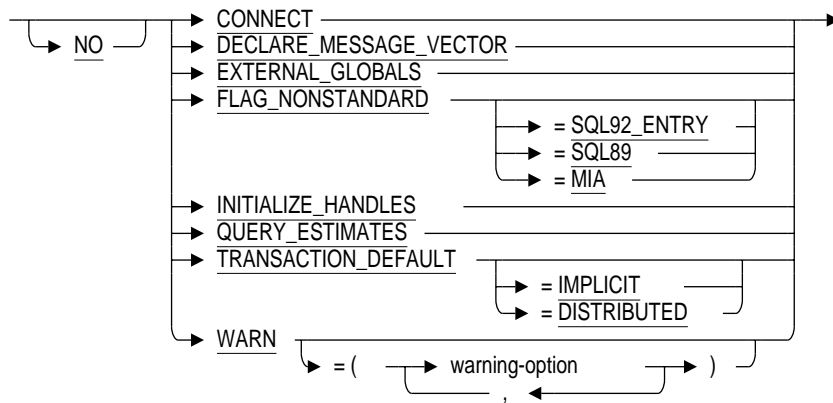 CONNECT
NO
DECLARE_MESSAGE_VECTOR
EXTERNAL_GLOBALS
FLAG_NONSTANDARD
= SQL92_ENTRY
= SQL89
= MIA
INITIALIZE_HANDLES
QUERY_ESTIMATES
TRANSACTION_DEFAULT
= IMPLICIT
= DISTRIBUTED
WARN
= ( warning-option )
,